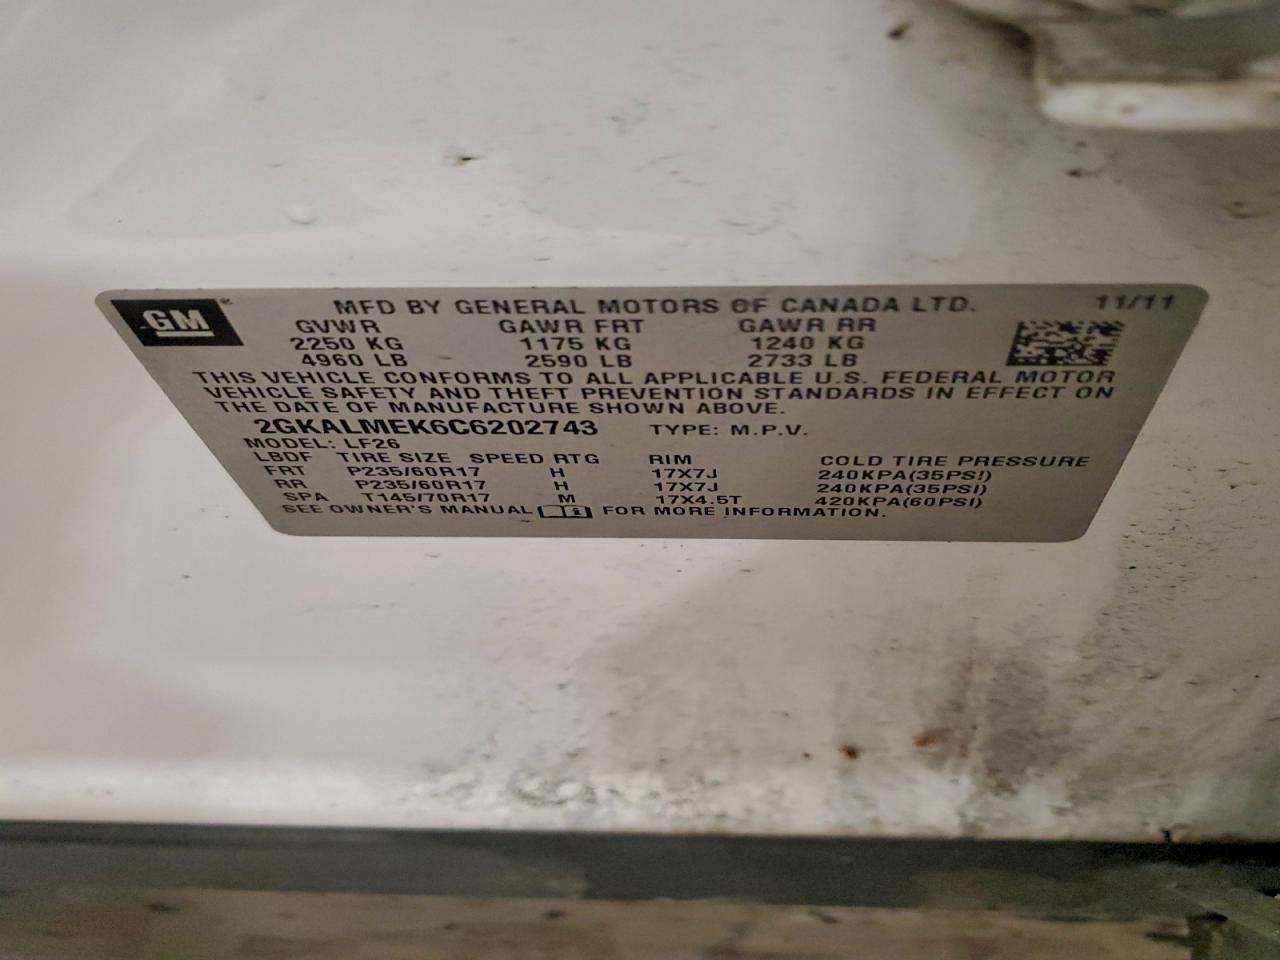 GM
MFD BY GENERAL MOTORS OF CANADA LTD. 11/11
GVWR GAWR FRT GAWR RR
2250 KG 1175 KG 1240 KG
4960 LB 2590 LB 2733 LB
THIS VEHICLE CONFORMS TO ALL APPLICABLE U.S. FEDERAL MOTOR
VEHICLE SAFETY AND THEFT PREVENTION STANDARDS IN EFFECT ON
THE DATE OF MANUFACTURE SHOWN ABOVE.
2GKALMEK6C6202743 TYPE: M.P.V.
MODEL: LF26
LBDF TIRE SIZE SPEED RTG RIM COLD TIRE PRESSURE
FRT P235/60R17 H 17X7J 240KPA(35PSI)
RR P235/60R17 H 17X7J 240KPA(35PSI)
SPA T145/70R17 M 17X4.5T 420KPA(60PSI)
SEE OWNER'S MANUAL FOR MORE INFORMATION.